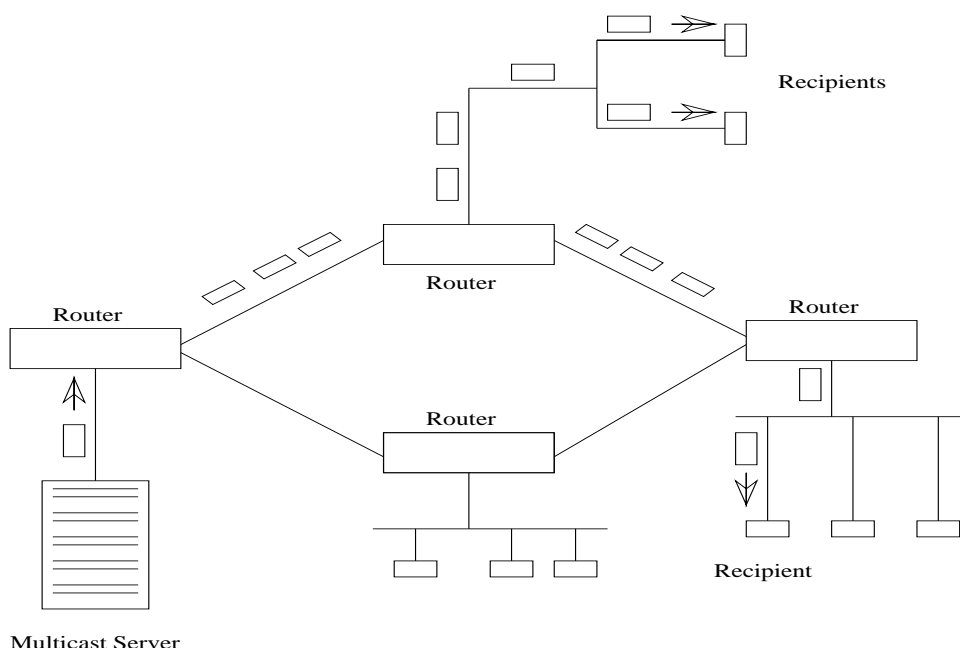 Recipients
Router
Router
Router
Router
Recipient
Multicast Server